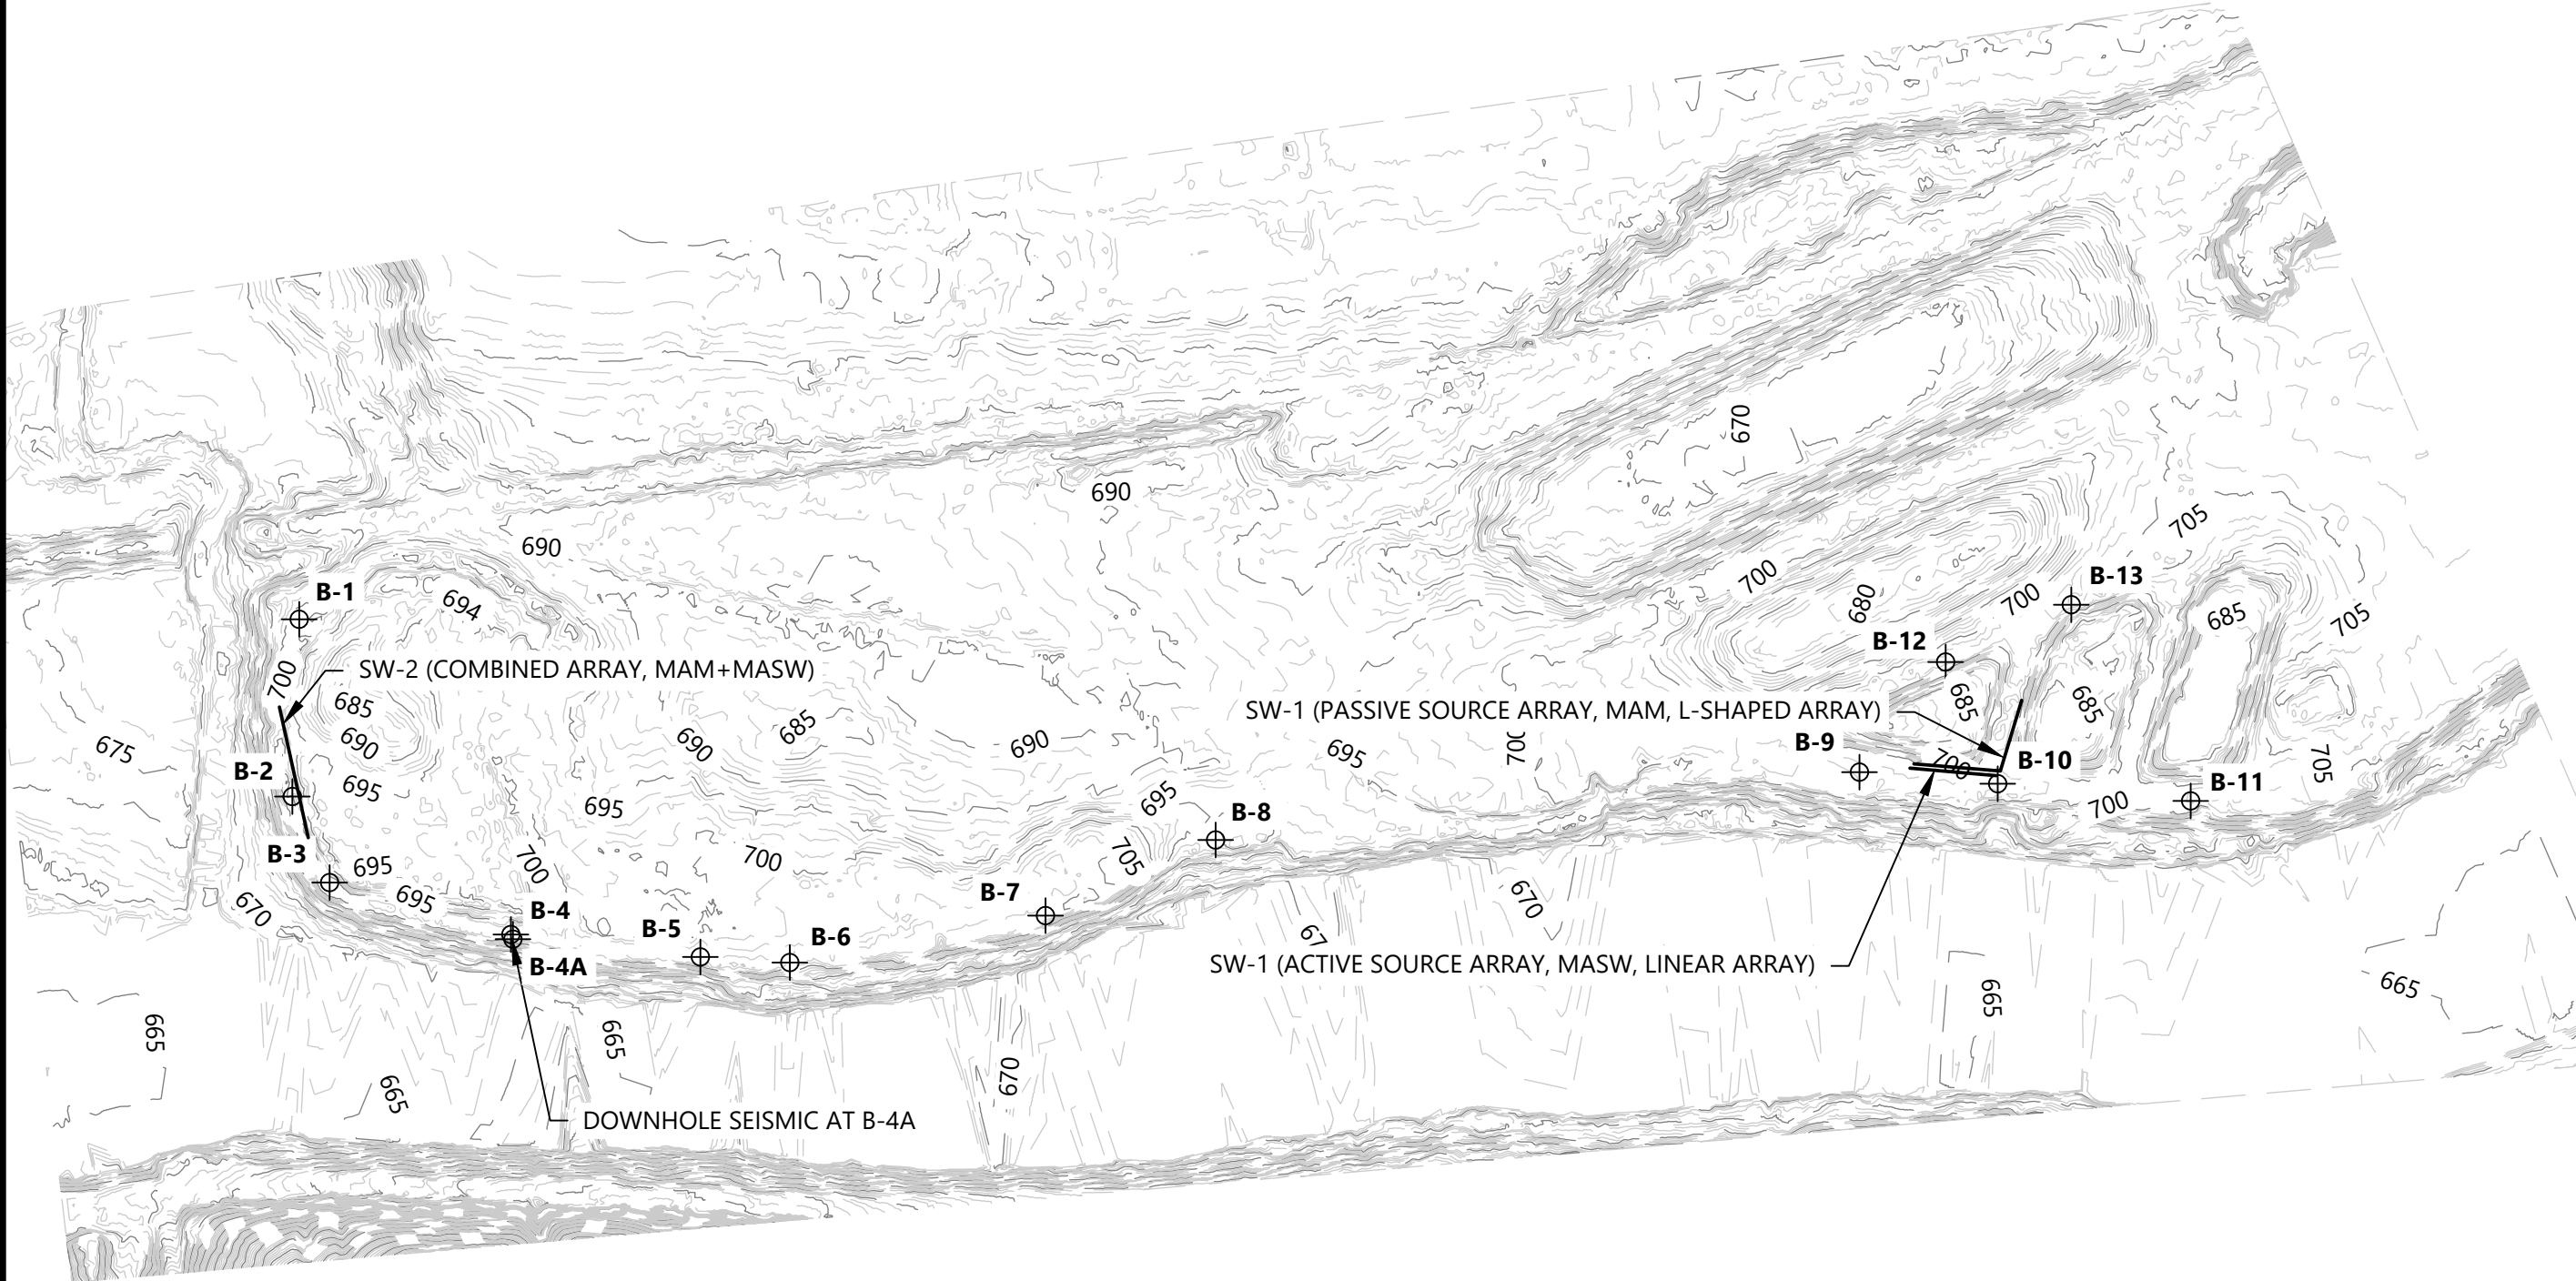 670
690
690
705
B-13
700
B-1
694
680
700
685
705
B-12
SW-2 (COMBINED ARRAY, MAM+MASW)
700
685
685
685
SW-1 (PASSIVE SOURCE ARRAY, MAM, L-SHAPED ARRAY)
685
690
690
690
695
700
B-9
675
B-10
700
705
B-2
695
695
695
B-11
700
B-8
B-3
695
700
700
705
670
695
670
B-4
B-7
B-5
B-6
67
B-4A
SW-1 (ACTIVE SOURCE ARRAY, MASW, LINEAR ARRAY)
665
665
665
665
670
665
DOWNHOLE SEISMIC AT B-4A